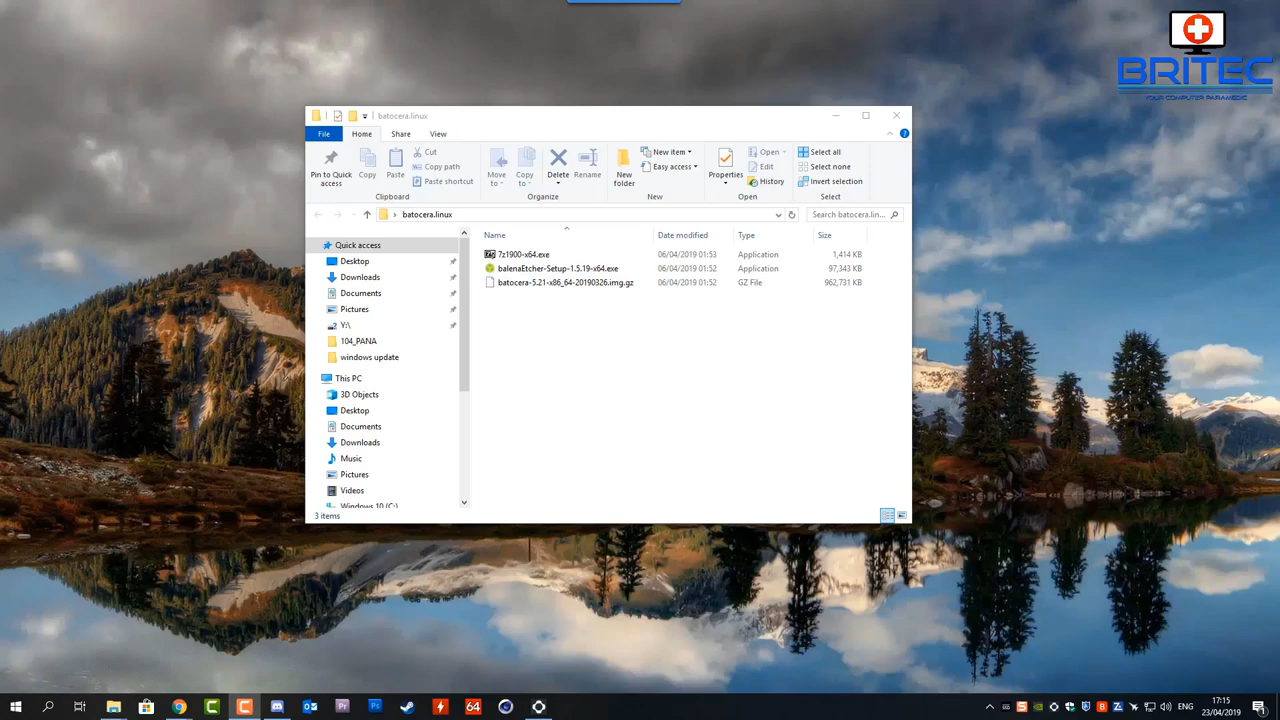 BRITEC
YOUR COMPUTER PARAMEDIC
batocera.linux
File Home Share View
Pin to Quick access
Copy
Paste
Cut
Copy path
Paste shortcut
Clipboard
Move to
Copy to
Delete
Rename
Organize
New folder
New item
Easy access
New
Properties
Open
Edit
History
Open
Select all
Select none
Invert selection
Select
batocera.linux
Search batocera.lin...
Name Date modified Type Size
7z1900-x64.exe 06/04/2019 01:53 Application 1,414 KB
balenaEtcher-Setup-1.5.19-x64.exe 06/04/2019 01:52 Application 97,343 KB
batocera-5.21-x86_64-20190326.img.gz 06/04/2019 01:52 GZ File 962,731 KB
Quick access
Desktop
Downloads
Documents
Pictures
Y:\
104_PANA
windows update
This PC
3D Objects
Desktop
Documents
Downloads
Music
Pictures
Videos
Windows 10 (C:)
3 items
Pr
Ps
64
ENG
17:15
23/04/2019